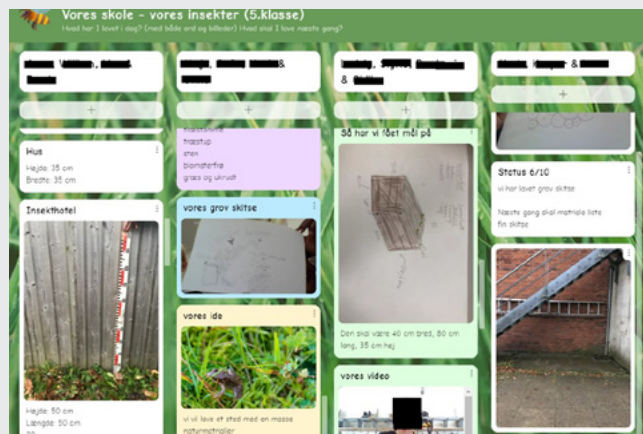 Vores skole - vores insekter (5.klasse)
Hvad har I lavet i dag? (med både ord og billeder) Hvad skal I lave næste gang?
&
&
& 
&
Hus
Højde: 35 cm
Bredte: 35 cm
Insekthotel
Højde: 50 cm
Længde: 50 cm
træstup
sten
blomsterfrø
græs og ukrudt
vores grov skitse
vores ide
vi vil lave et sted med en masse
naturmatrialler
Så har vi fået mål på
Den skal være 40 cm bred, 50 cm
lang, 35 cm høj
vores video
Status 6/10
vi har lavet grov skitse
Næste gang skal matriale liste
fin skitse